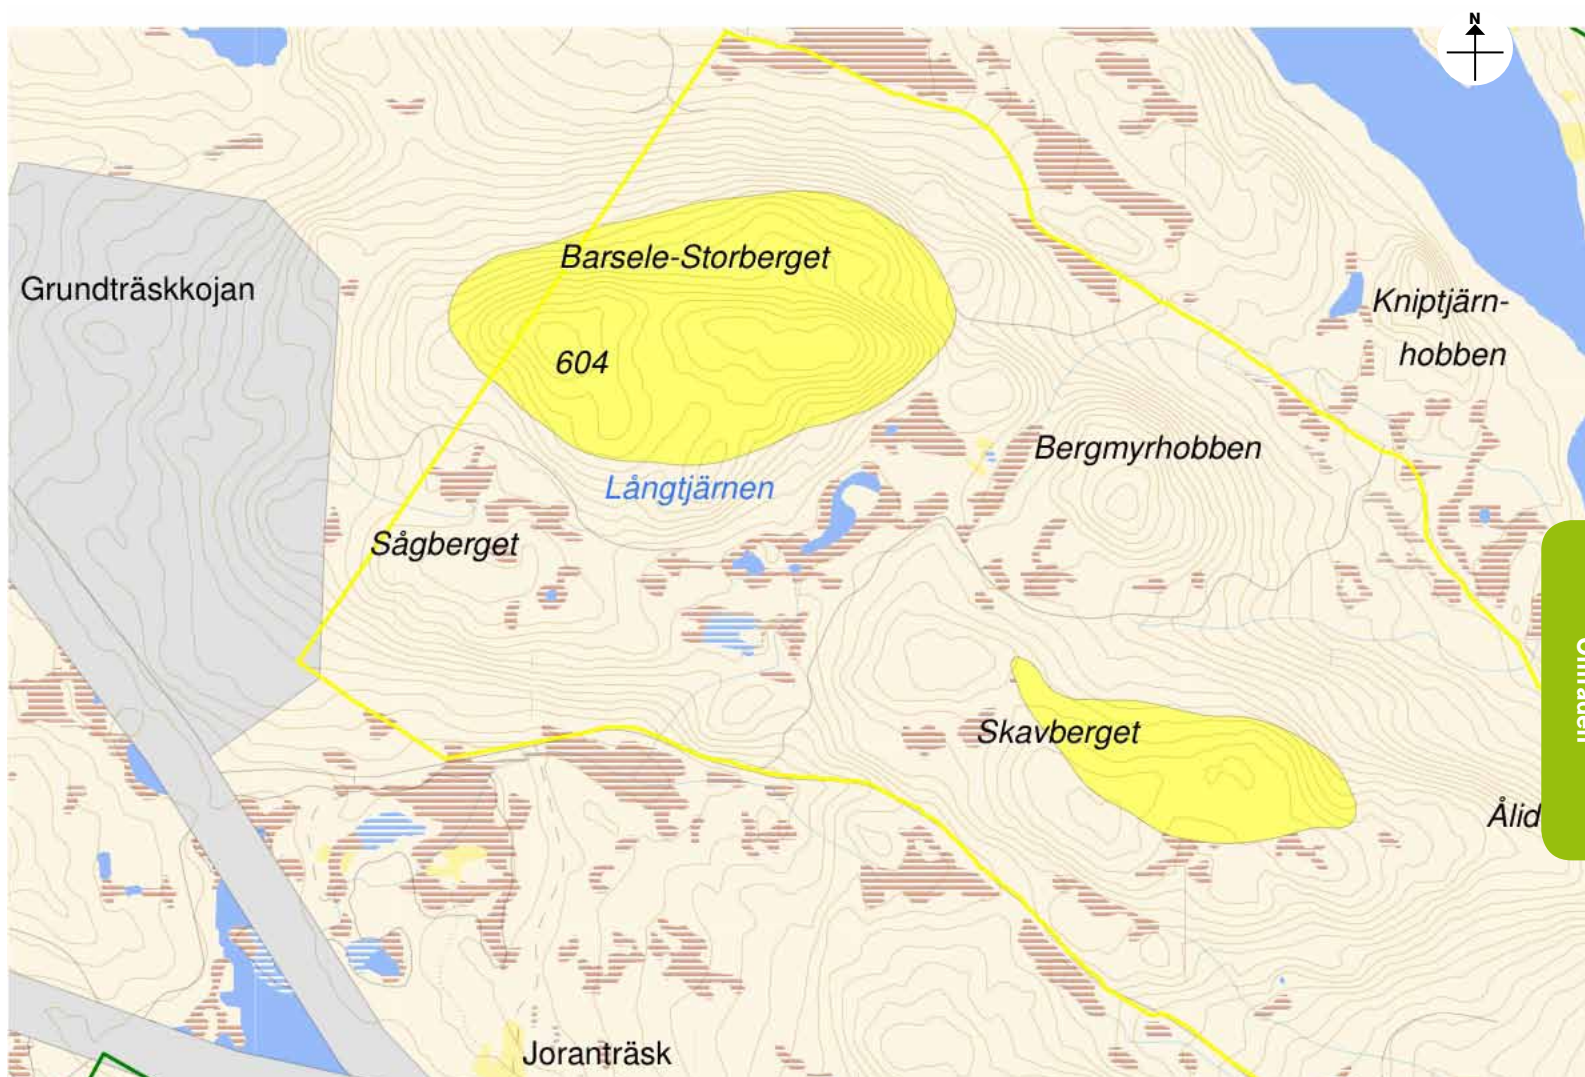 N
Barsele-Storberget
Grundträskkojan
Kniptjärn-
hobben
604
Bergmyrhobben
Långtjärnen
Sågberget
Skavberget
Ålid
Joranträsk